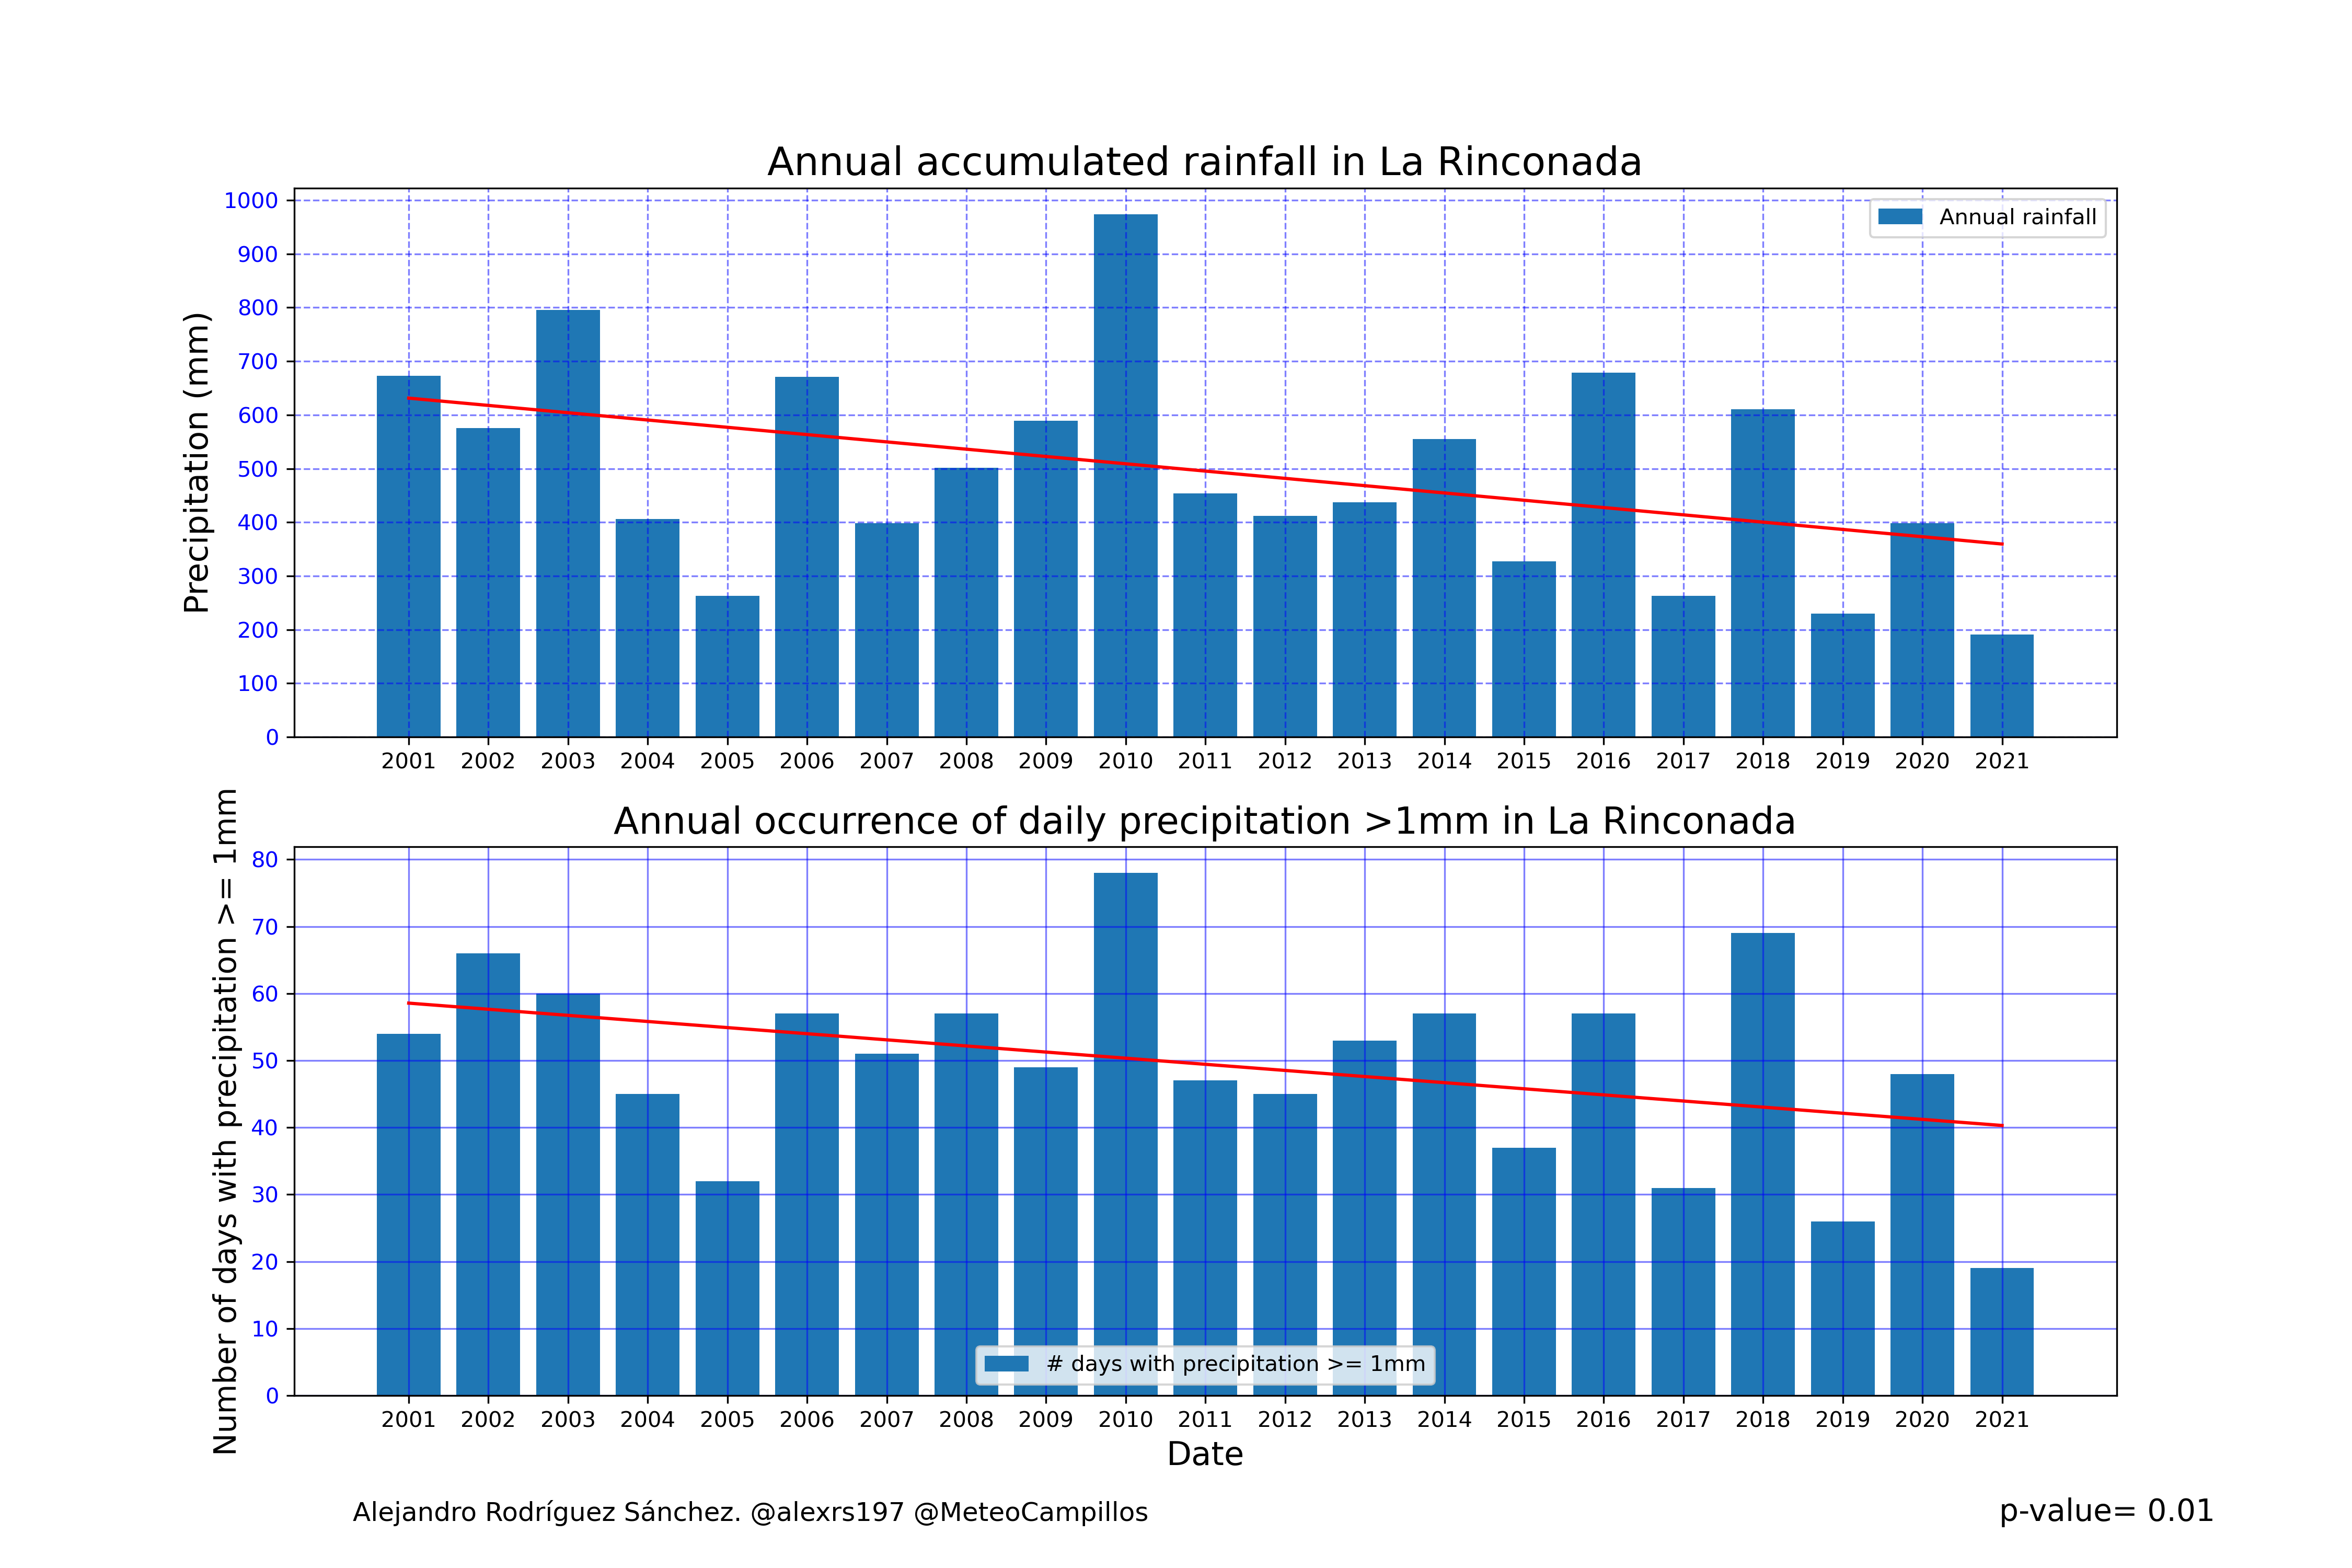 Annual accumulated rainfall in La Rinconada
Precipitation (mm)
1000
900
800
700
600
500
400
300
200
100
0
Annual rainfall
2001 2002 2003 2004 2005 2006 2007 2008 2009 2010 2011 2012 2013 2014 2015 2016 2017 2018 2019 2020 2021
Annual occurrence of daily precipitation >1mm in La Rinconada
Number of days with precipitation >= 1mm
80
70
60
50
40
30
20
10
0
# days with precipitation >= 1mm
2001 2002 2003 2004 2005 2006 2007 2008 2009 2010 2011 2012 2013 2014 2015 2016 2017 2018 2019 2020 2021
Date
Alejandro Rodríguez Sánchez. @alexrs197 @MeteoCampillos
p-value= 0.01